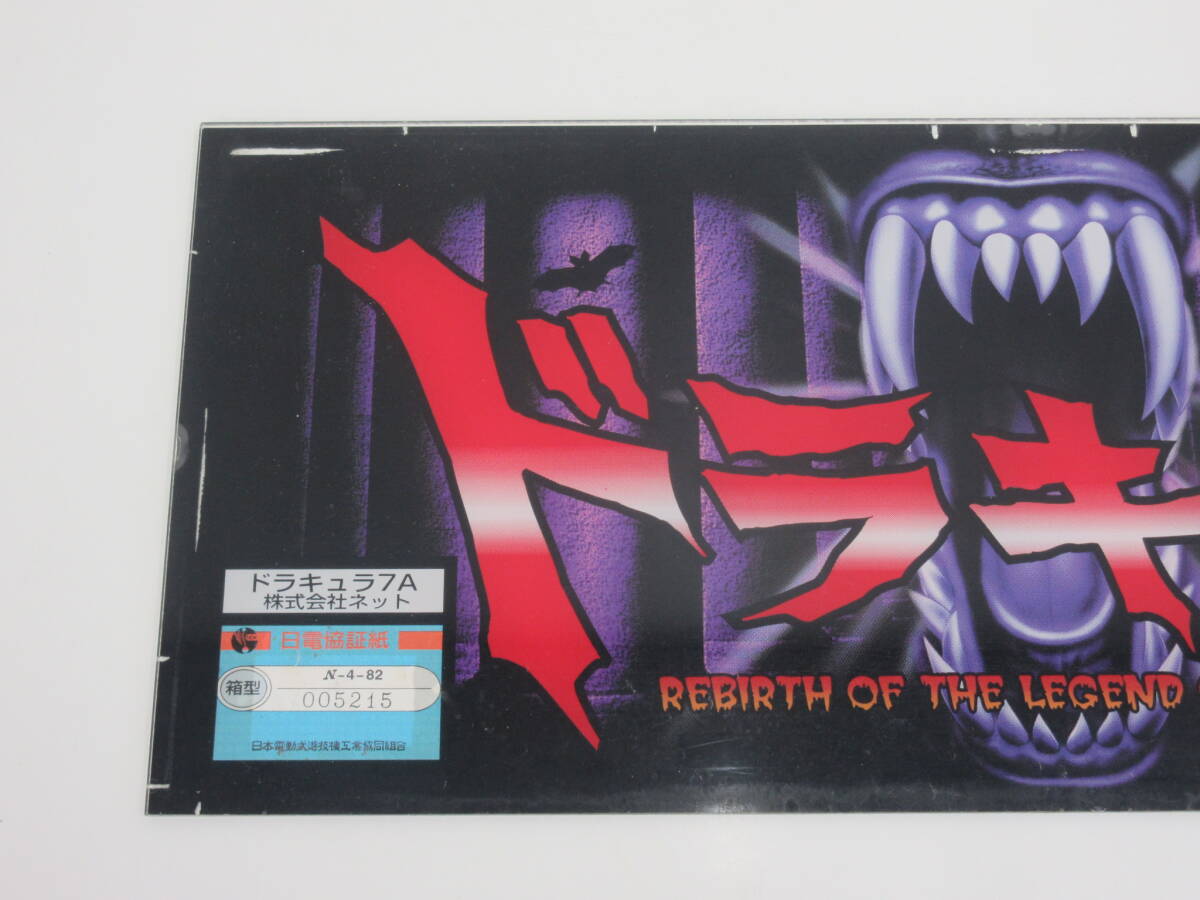 ドラキ
REBIRTH OF THE LEGEND
ドラキュラ7A
株式会社ネット
日電協証紙
箱型
N-4-82
005215
日本電動式遊技機工業協同組合